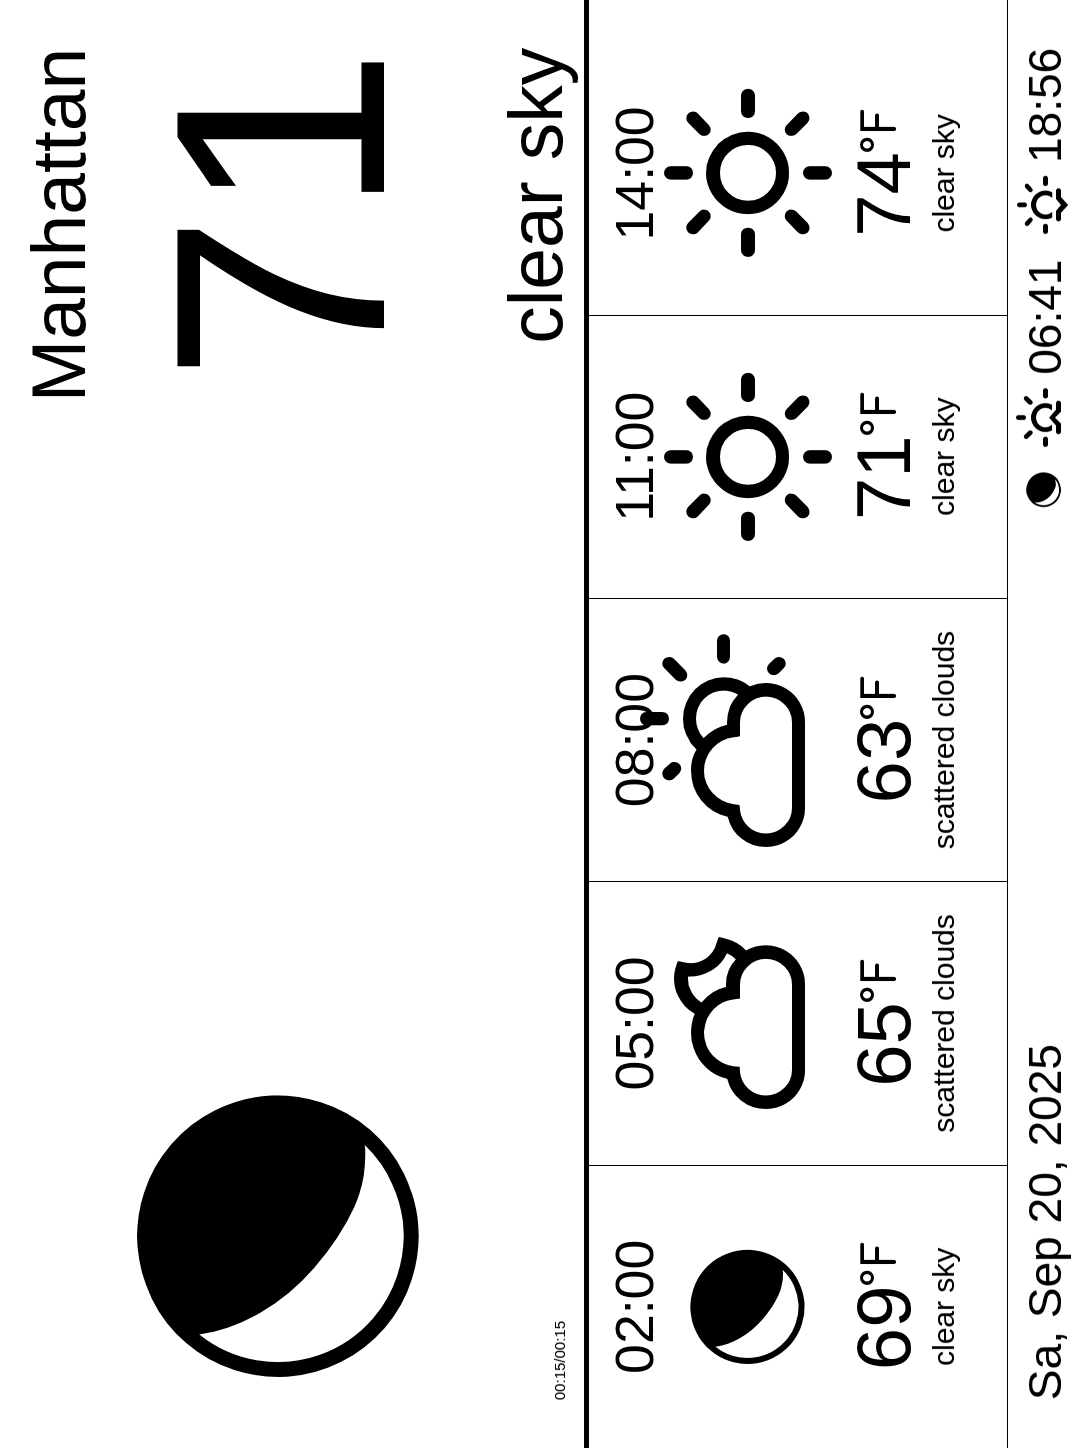 Manhattan
71
clear sky
00:15/00:15
02:00 05:00 08:00 11:00 14:00
69°F 65°F 63°F 71°F 74°F
clear sky scattered clouds scattered clouds clear sky clear sky
Sa, Sep 20, 2025 06:41 18:56